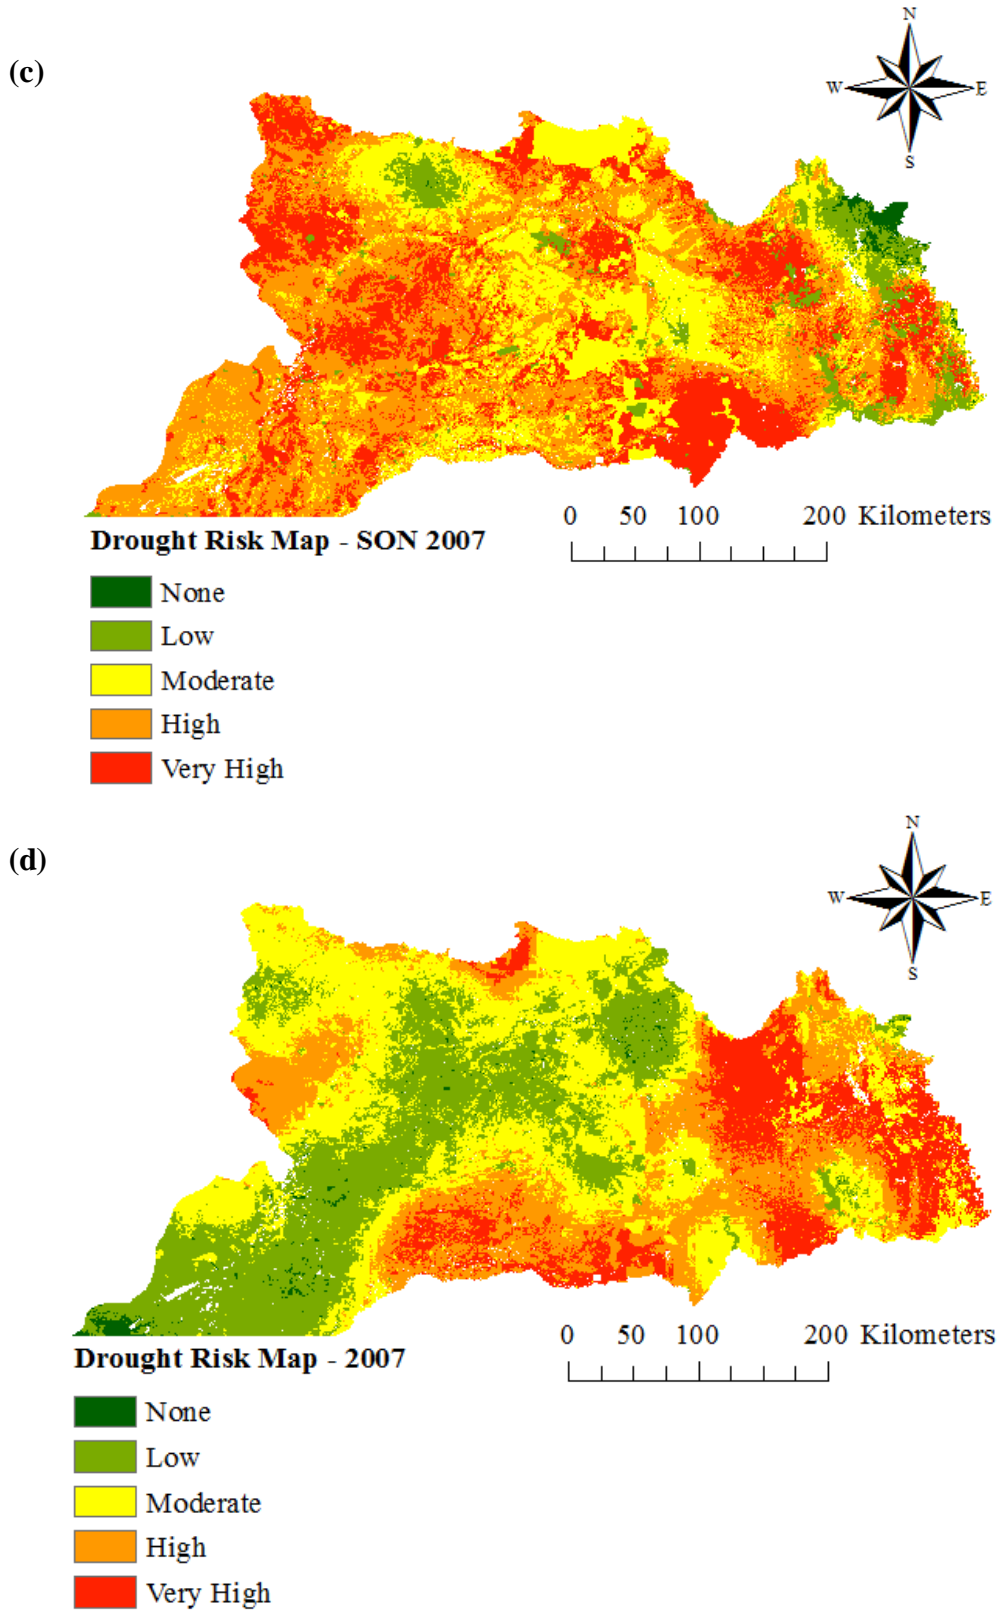 (c)
N
W E
S
0 50 100 200 Kilometers
Drought Risk Map - SON 2007
None
Low
Moderate
High
Very High
(d)
N
W E
S
0 50 100 200 Kilometers
Drought Risk Map - 2007
None
Low
Moderate
High
Very High